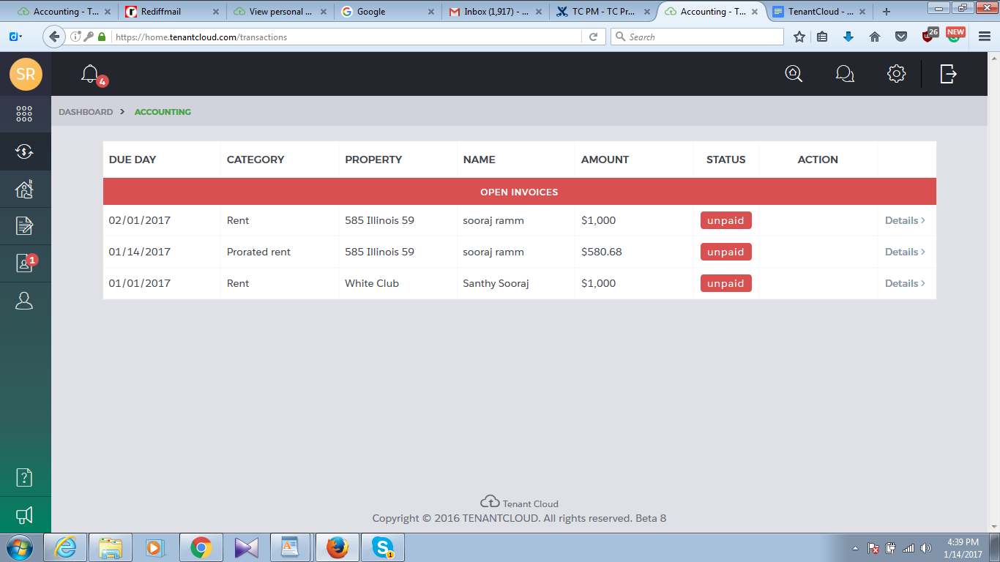 Accounting - T...
Rediffmail
View personal ...
Google
Inbox (1,917) - ...
TC PM - TC Pr...
Accounting - T...
TenantCloud - ...
https://home.tenantcloud.com/transactions
Search
26
NEW
SR
4
DASHBOARD > ACCOUNTING
DUE DAY CATEGORY PROPERTY NAME AMOUNT STATUS ACTION
OPEN INVOICES
02/01/2017 Rent 585 Illinois 59 sooraj ramm $1,000 unpaid Details >
01/14/2017 Prorated rent 585 Illinois 59 sooraj ramm $580.68 unpaid Details >
01/01/2017 Rent White Club Santhy Sooraj $1,000 unpaid Details >
1
Tenant Cloud
Copyright © 2016 TENANTCLOUD. All rights reserved. Beta 8
4:39 PM
1/14/2017